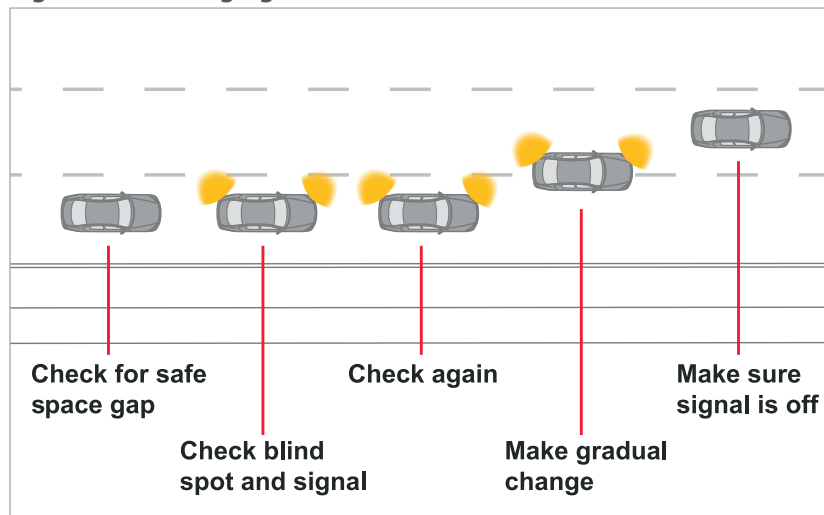 Check for safe
space gap
Check blind
spot and signal
Check again
Make gradual
change
Make sure
signal is off